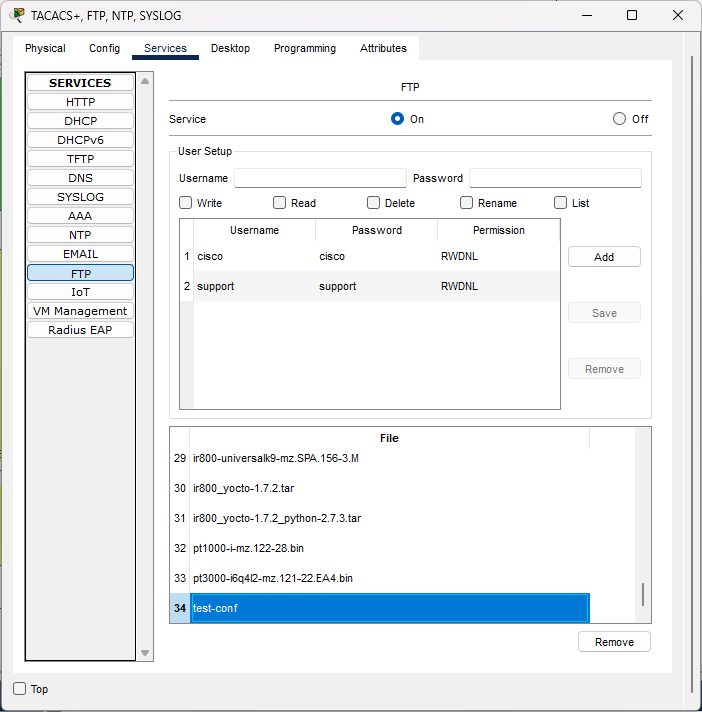 TACACS+, FTP, NTP, SYSLOG
Physical Config Services Desktop Programming Attributes
SERVICES
HTTP
DHCP
DHCPv6
TFTP
DNS
SYSLOG
AAA
NTP
EMAIL
FTP
IoT
VM Management
Radius EAP
FTP
Service On Off
User Setup
Username Password
Write Read Delete Rename List
Username Password Permission
1 cisco cisco RWDNL
2 support support RWDNL
Add
Save
Remove
File
29 ir800-universalk9-mz.SPA.156-3.M
30 ir800_yocto-1.7.2.tar
31 ir800_yocto-1.7.2_python-2.7.3.tar
32 pt1000-i-mz.122-28.bin
33 pt3000-i6q4l2-mz.121-22.EA4.bin
34 test-conf
Remove
Top